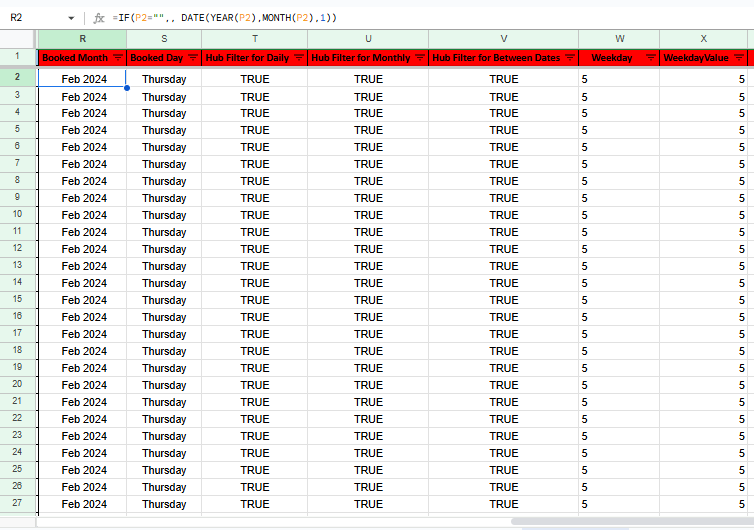 R2 fx =IF(P2="",, DATE(YEAR(P2),MONTH(P2),1))
R S T U V W X
1 Booked Month Booked Day Hub Filter for Daily Hub Filter for Monthly Hub Filter for Between Dates Weekday WeekdayValue
2 Feb 2024 Thursday TRUE TRUE TRUE 5 5
3 Feb 2024 Thursday TRUE TRUE TRUE 5 5
4 Feb 2024 Thursday TRUE TRUE TRUE 5 5
5 Feb 2024 Thursday TRUE TRUE TRUE 5 5
6 Feb 2024 Thursday TRUE TRUE TRUE 5 5
7 Feb 2024 Thursday TRUE TRUE TRUE 5 5
8 Feb 2024 Thursday TRUE TRUE TRUE 5 5
9 Feb 2024 Thursday TRUE TRUE TRUE 5 5
10 Feb 2024 Thursday TRUE TRUE TRUE 5 5
11 Feb 2024 Thursday TRUE TRUE TRUE 5 5
12 Feb 2024 Thursday TRUE TRUE TRUE 5 5
13 Feb 2024 Thursday TRUE TRUE TRUE 5 5
14 Feb 2024 Thursday TRUE TRUE TRUE 5 5
15 Feb 2024 Thursday TRUE TRUE TRUE 5 5
16 Feb 2024 Thursday TRUE TRUE TRUE 5 5
17 Feb 2024 Thursday TRUE TRUE TRUE 5 5
18 Feb 2024 Thursday TRUE TRUE TRUE 5 5
19 Feb 2024 Thursday TRUE TRUE TRUE 5 5
20 Feb 2024 Thursday TRUE TRUE TRUE 5 5
21 Feb 2024 Thursday TRUE TRUE TRUE 5 5
22 Feb 2024 Thursday TRUE TRUE TRUE 5 5
23 Feb 2024 Thursday TRUE TRUE TRUE 5 5
24 Feb 2024 Thursday TRUE TRUE TRUE 5 5
25 Feb 2024 Thursday TRUE TRUE TRUE 5 5
26 Feb 2024 Thursday TRUE TRUE TRUE 5 5
27 Feb 2024 Thursday TRUE TRUE TRUE 5 5